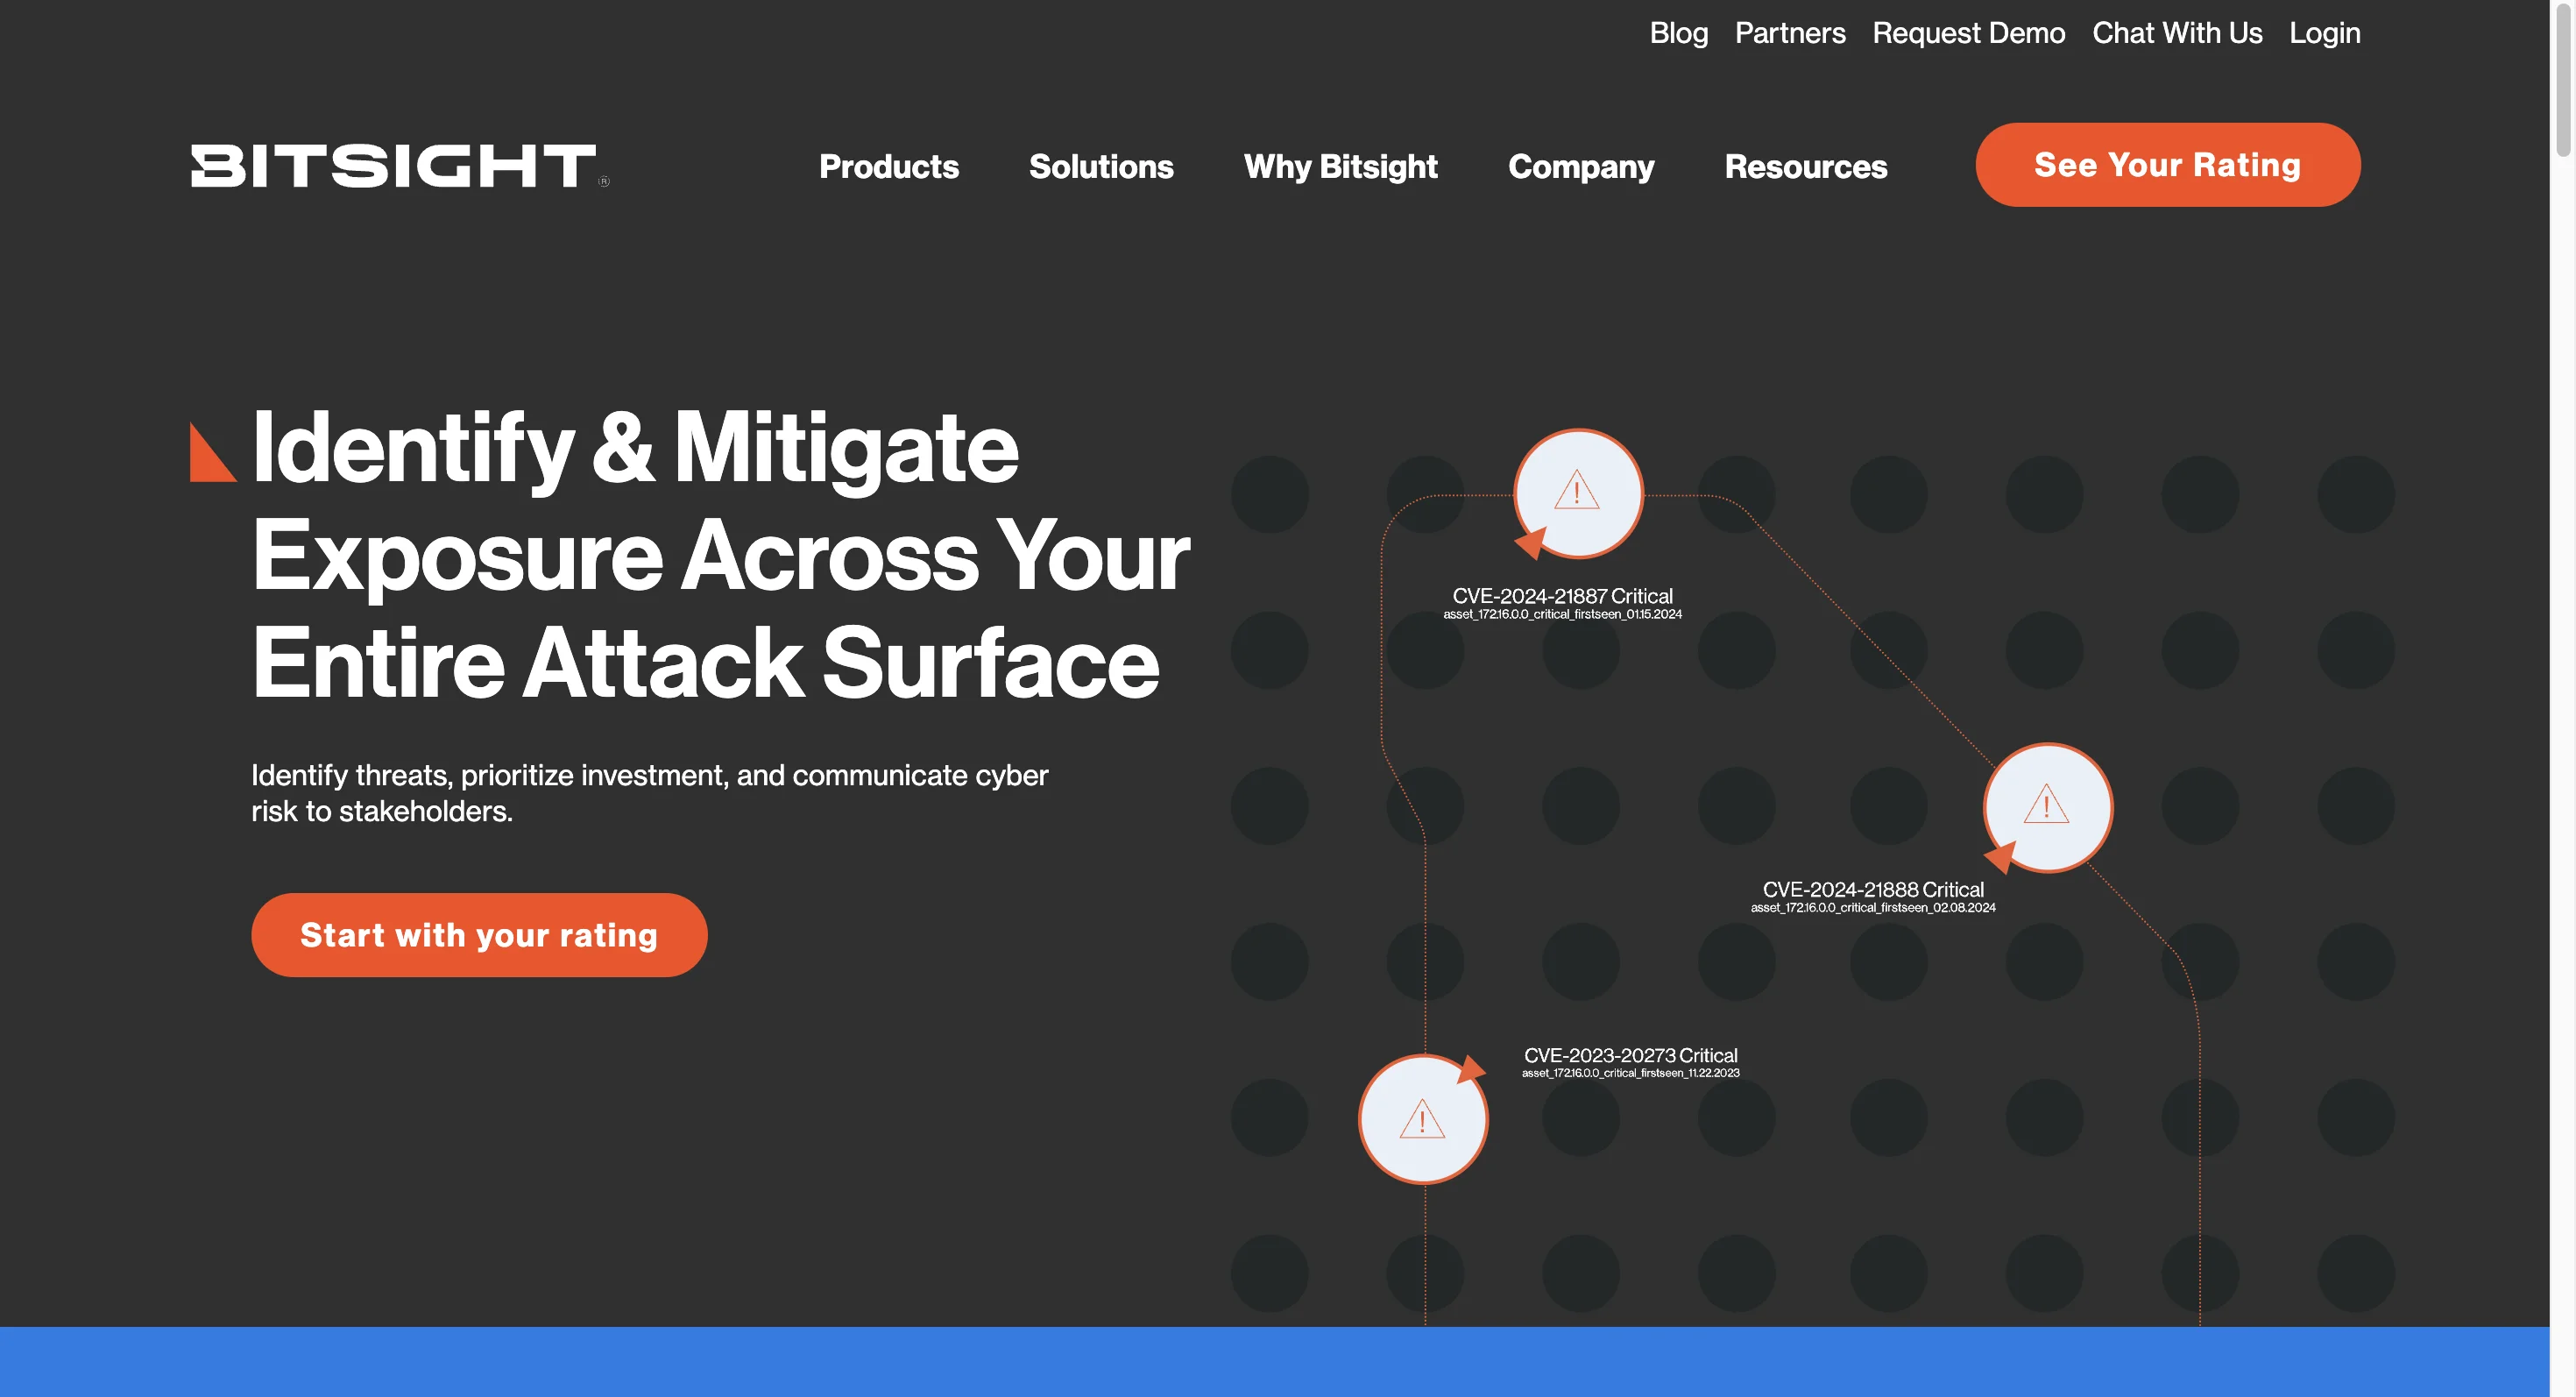 Blog Partners Request Demo Chat With Us Login
BITSIGHT®
Products Solutions Why Bitsight Company Resources See Your Rating
Identify & Mitigate
Exposure Across Your
Entire Attack Surface
Identify threats, prioritize investment, and communicate cyber
risk to stakeholders.
Start with your rating
CVE-2024-21887 Critical
asset_172.16.0.0_critical_firstseen_01.15.2024
CVE-2024-21888 Critical
asset_172.16.0.0_critical_firstseen_02.08.2024
CVE-2023-20273 Critical
asset_172.16.0.0_critical_firstseen_11.22.2023